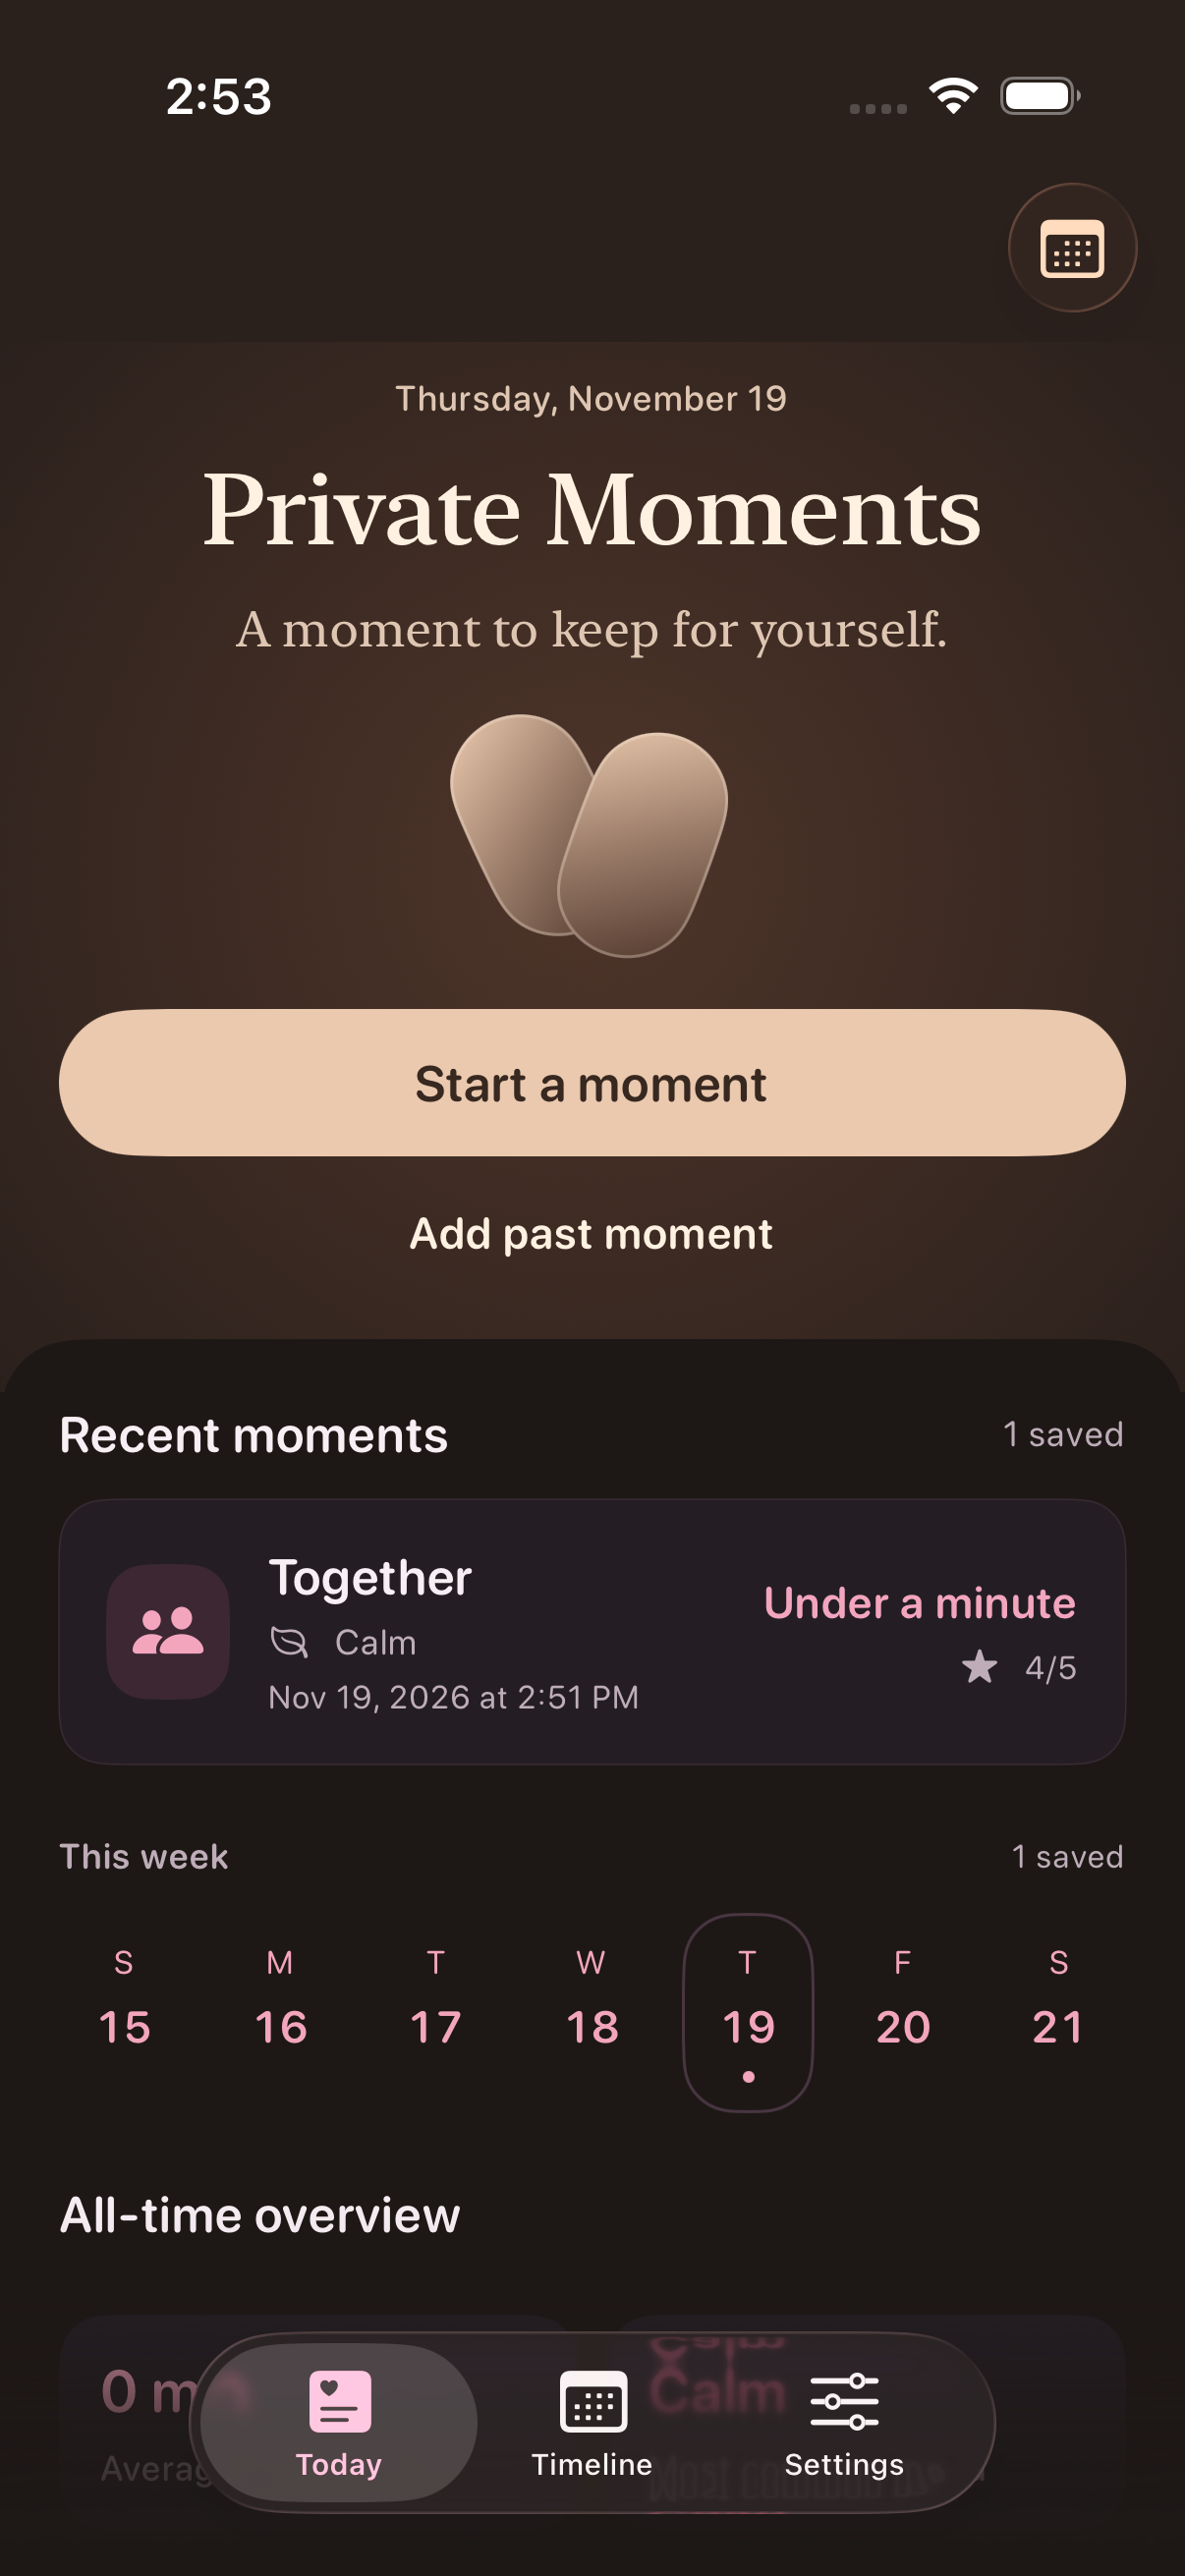 2:53
Thursday, November 19
Private Moments
A moment to keep for yourself.
Start a moment
Add past moment
Recent moments
1 saved
Together
Under a minute
Calm
4/5
Nov 19, 2026 at 2:51 PM
This week
1 saved
S M T W T F S
15 16 17 18 19 20 21
All-time overview
0
Calm
Today
Timeline
Settings